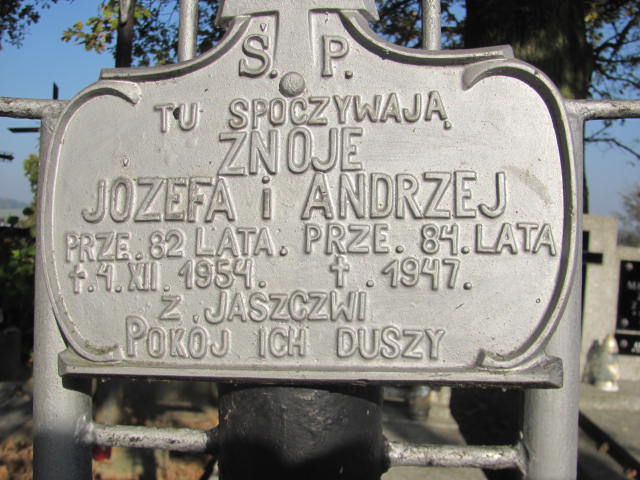 Ś. P.
TU SPOCZYWAJĄ
ZNOJE
JÓZEFA i ANDRZEJ
PRZE. 82 LATA. PRZE. 84. LATA
†. 4. XII. 1954. †. 1947.
Z JASZCZWI
POKÓJ ICH DUSZY